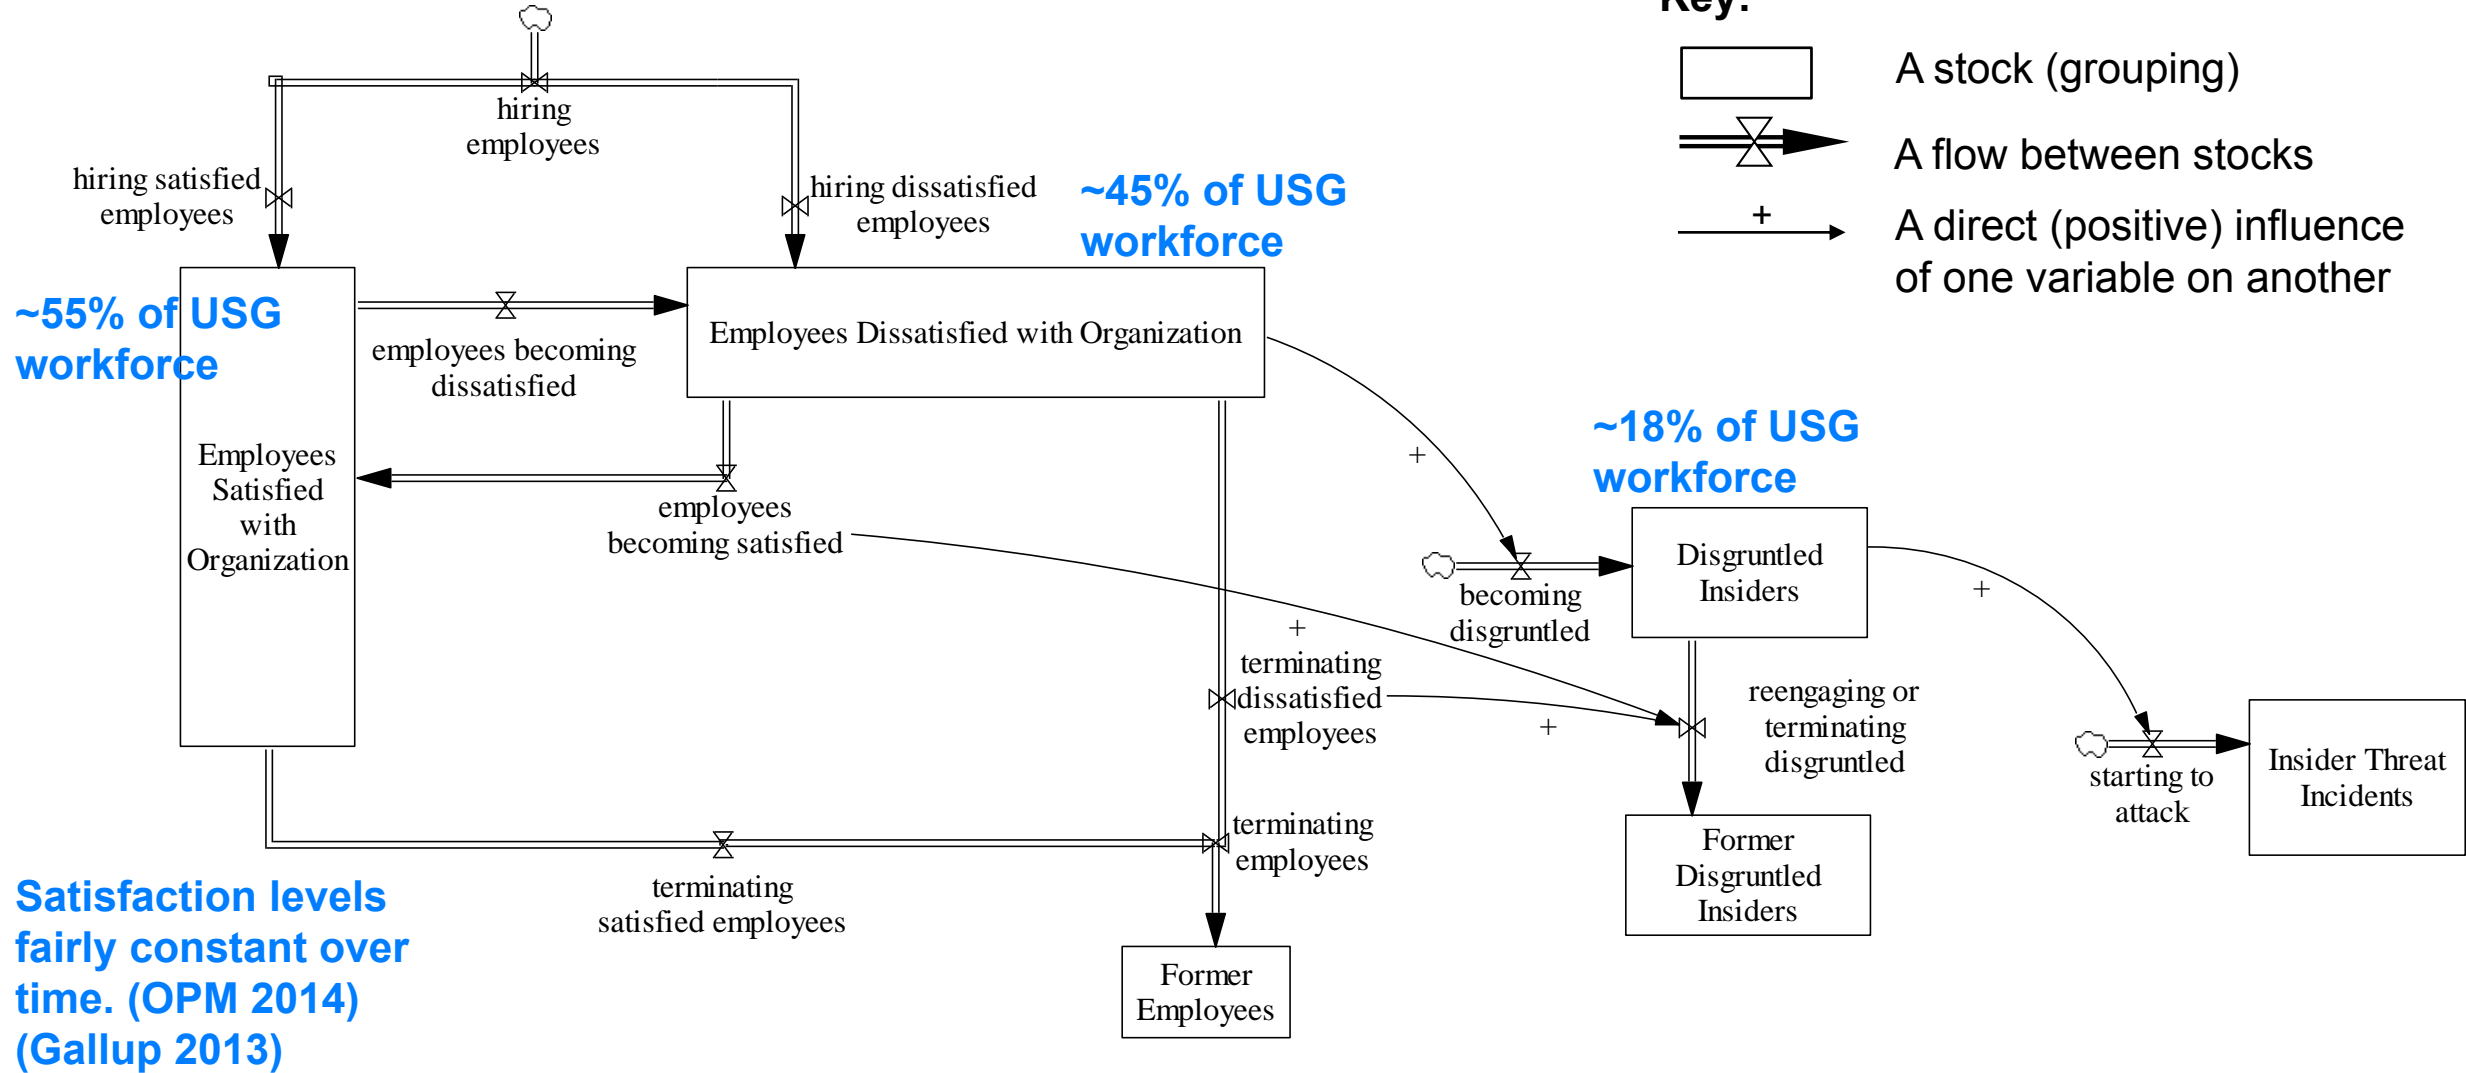 Key:
A stock (grouping)
A flow between stocks
+
A direct (positive) influence
of one variable on another
hiring
employees
hiring satisfied
employees
hiring dissatisfied
employees
~45% of USG
workforce
~55% of USG
workforce
employees becoming
dissatisfied
Employees Dissatisfied with Organization
Employees
Satisfied
with
Organization
employees
becoming satisfied
+
~18% of USG
workforce
becoming
disgruntled
Disgruntled
Insiders
+
+
terminating
dissatisfied
employees
+
reengaging or
terminating
disgruntled
starting to
attack
Insider Threat
Incidents
terminating
employees
Former
Disgruntled
Insiders
terminating
satisfied employees
Former
Employees
Satisfaction levels
fairly constant over
time. (OPM 2014)
(Gallup 2013)